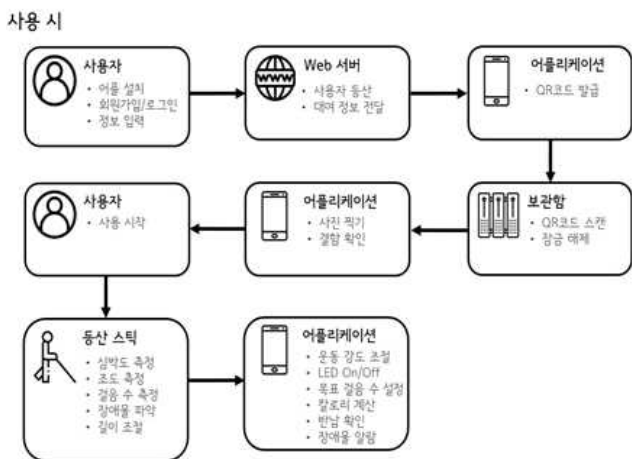 사용 시
사용자
• 어플 설치
• 회원가입/로그인
• 정보 입력
Web 서버
• 사용자 등산
• 대여 정보 전달
어플리케이션
• QR코드 발급
보관함
• QR코드 스캔
• 잠금 해제
어플리케이션
• 사진 찍기
• 결함 확인
사용자
• 사용 시작
등산 스틱
• 심박도 측정
• 조도 측정
• 걸음 수 측정
• 장애물 파악
• 길이 조절
어플리케이션
• 운동 강도 조절
• LED On/Off
• 목표 걸음 수 설정
• 칼로리 계산
• 반납 확인
• 장애물 알람